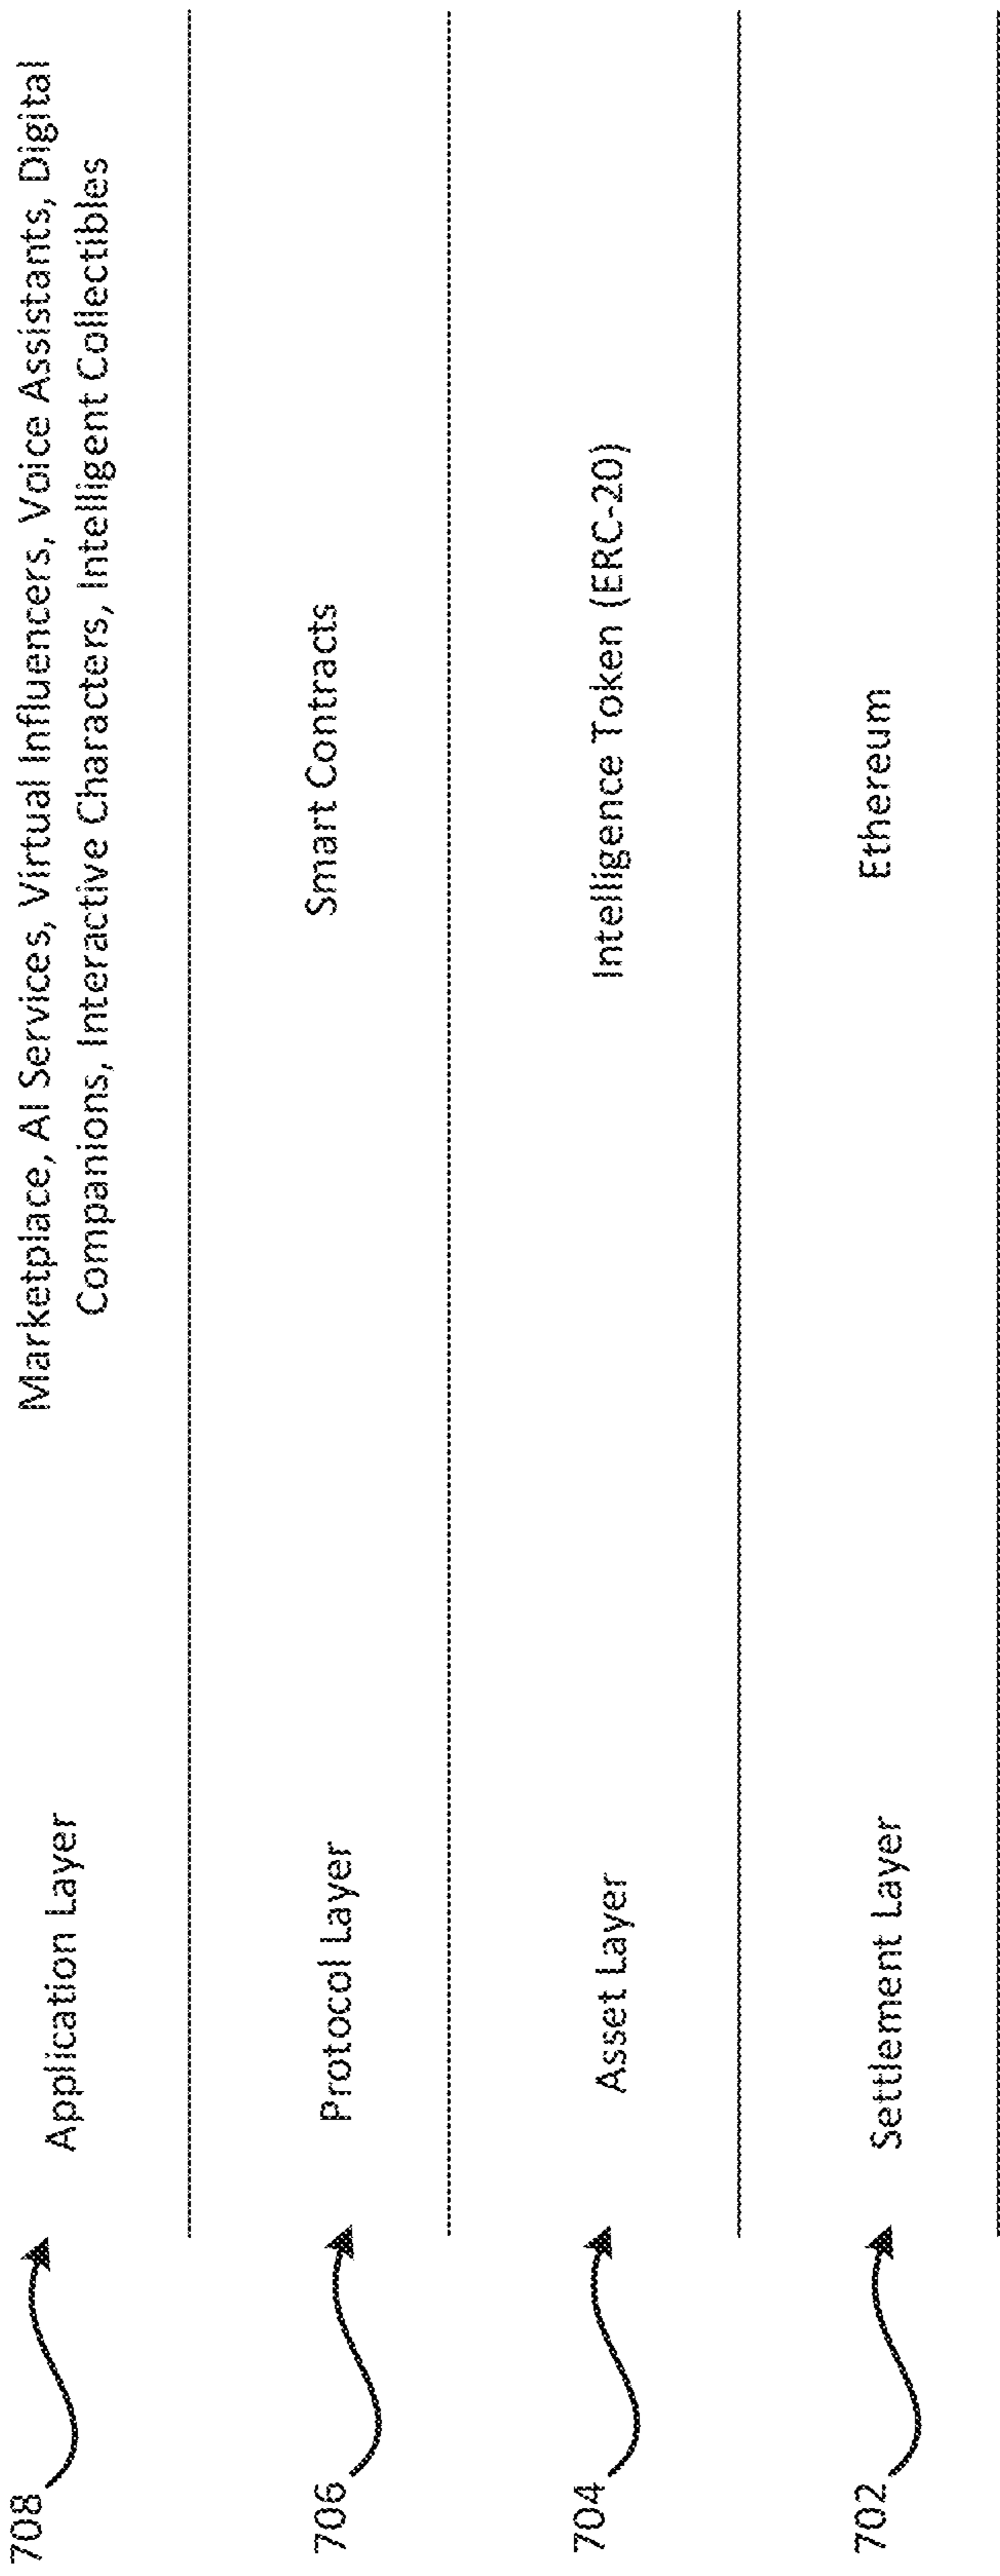 708
Application Layer
Marketplace, AI Services, Virtual Influencers, Voice Assistants, Digital
Companions, Interactive Characters, Intelligent Collectibles
706
Protocol Layer
Smart Contracts
704
Asset Layer
Intelligence Token (ERC-20)
702
Settlement Layer
Ethereum